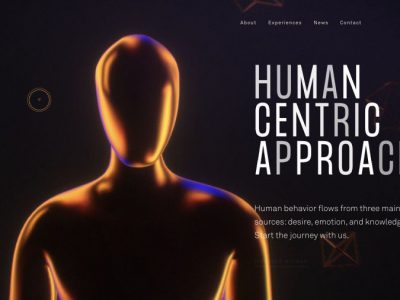 About Experiences News Contact
HUMAN
CENTRIC
APPROAC
Human behavior flows from three main
sources: desire, emotion, and knowledg
Start the journey with us.